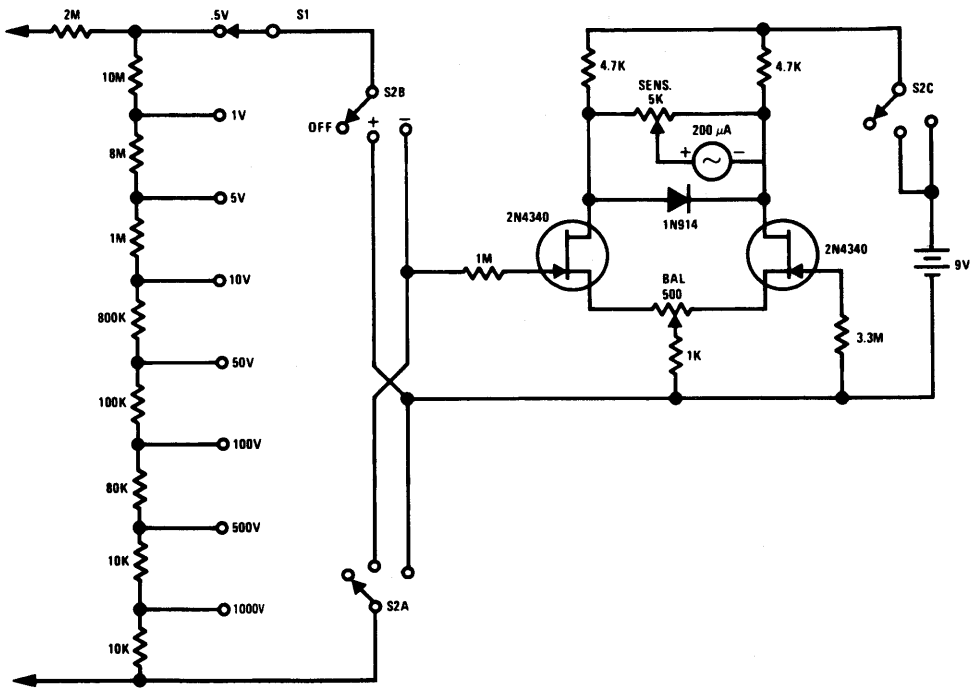 2M
.5V
S1
10M
1V
8M
5V
1M
10V
800K
50V
100K
100V
80K
500V
10K
1000V
10K
S2B
OFF
+
–
S2A
4.7K
4.7K
SENS.
5K
200 μA
+
–
1N914
2N4340
2N4340
1M
BAL
500
1K
3.3M
S2C
9V